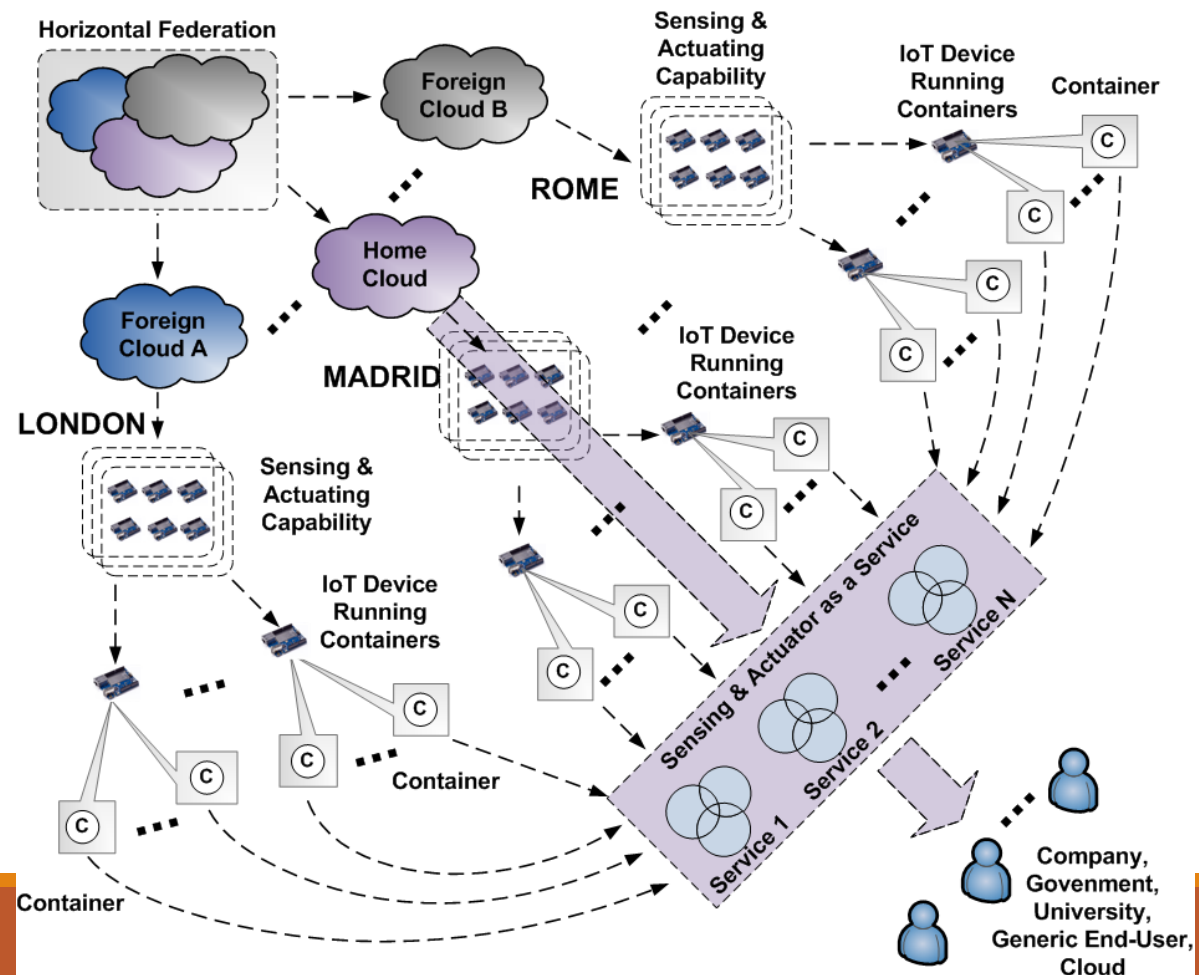 Horizontal Federation
Foreign
Cloud B
Sensing &
Actuating
Capability
IoT Device
Running
Containers
Container
C
C
ROME
Home
Cloud
C
C
Foreign
Cloud A
MADRID
IoT Device
Running
Containers
C
C
LONDON
Sensing &
Actuating
Capability
IoT Device
Running
Containers
C
C
C
C
Container
C
C
Container
Sensing & Actuator as a Service
Service 1
Service 2
Service N
Company,
Govenment,
University,
Generic End-User,
Cloud